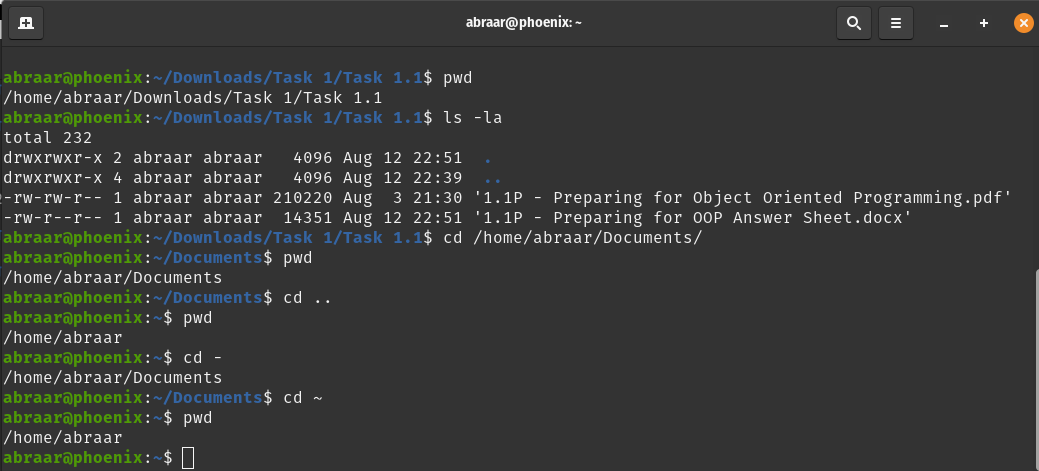 abraar@phoenix: ~
abraar@phoenix:~/Downloads/Task 1/Task 1.1$ pwd
/home/abraar/Downloads/Task 1/Task 1.1
abraar@phoenix:~/Downloads/Task 1/Task 1.1$ ls -la
total 232
drwxrwxr-x 2 abraar abraar   4096 Aug 12 22:51  .
drwxrwxr-x 4 abraar abraar   4096 Aug 12 22:39  ..
-rw-rw-r-- 1 abraar abraar 210220 Aug  3 21:30 '1.1P - Preparing for Object Oriented Programming.pdf'
-rw-r--r-- 1 abraar abraar  14351 Aug 12 22:51 '1.1P - Preparing for OOP Answer Sheet.docx'
abraar@phoenix:~/Downloads/Task 1/Task 1.1$ cd /home/abraar/Documents/
abraar@phoenix:~/Documents$ pwd
/home/abraar/Documents
abraar@phoenix:~/Documents$ cd ..
abraar@phoenix:~$ pwd
/home/abraar
abraar@phoenix:~$ cd -
/home/abraar/Documents
abraar@phoenix:~/Documents$ cd ~
abraar@phoenix:~$ pwd
/home/abraar
abraar@phoenix:~$